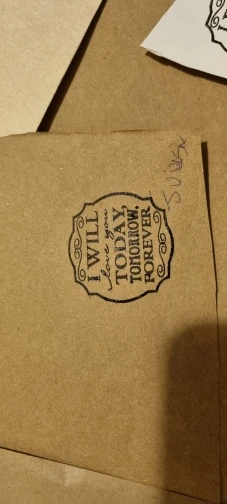 I WILL
love you
TODAY,
TOMORROW,
FOREVER